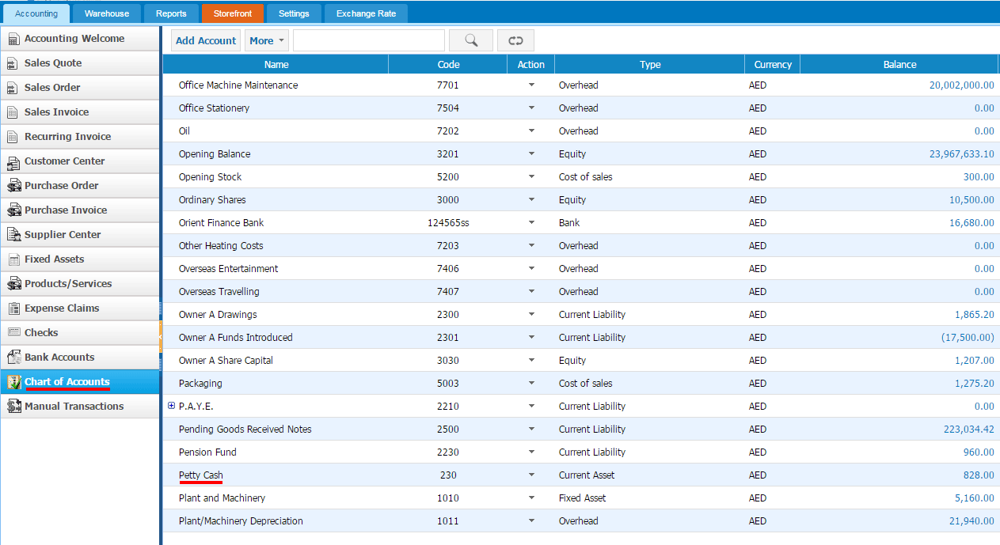 Accounting Warehouse Reports Storefront Settings Exchange Rate
Accounting Welcome
Sales Quote
Sales Order
Sales Invoice
Recurring Invoice
Customer Center
Purchase Order
Purchase Invoice
Supplier Center
Fixed Assets
Products/Services
Expense Claims
Checks
Bank Accounts
Chart of Accounts
Manual Transactions
Add Account More
Name Code Action Type Currency Balance
Office Machine Maintenance 7701 Overhead AED 20,002,000.00
Office Stationery 7504 Overhead AED 0.00
Oil 7202 Overhead AED 0.00
Opening Balance 3201 Equity AED 23,967,633.10
Opening Stock 5200 Cost of sales AED 300.00
Ordinary Shares 3000 Equity AED 10,500.00
Orient Finance Bank 124565ss Bank AED 16,680.00
Other Heating Costs 7203 Overhead AED 0.00
Overseas Entertainment 7406 Overhead AED 0.00
Overseas Travelling 7407 Overhead AED 0.00
Owner A Drawings 2300 Current Liability AED 1,865.20
Owner A Funds Introduced 2301 Current Liability AED (17,500.00)
Owner A Share Capital 3030 Equity AED 1,207.00
Packaging 5003 Cost of sales AED 1,275.20
P.A.Y.E. 2210 Current Liability AED 0.00
Pending Goods Received Notes 2500 Current Liability AED 223,034.42
Pension Fund 2230 Current Liability AED 960.00
Petty Cash 230 Current Asset AED 828.00
Plant and Machinery 1010 Fixed Asset AED 5,160.00
Plant/Machinery Depreciation 1011 Overhead AED 21,940.00